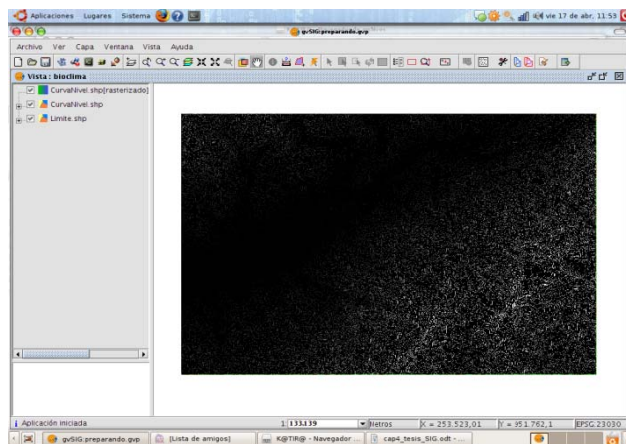 Aplicaciones Lugares Sistema vie 17 de abr, 11:53
gvSIG:preparando.gvp
Archivo Ver Capa Ventana Vista Ayuda
Vista : bioclima
CurvaNivel.shp[rasterizado]
CurvaNivel.shp
Limite.shp
Aplicación iniciada 1: 133.139 Metros X = 253.523,01 Y = 951.762,1 EPSG:23030
gvSIG:preparando.gvp [Lista de amigos] K@TIR@ - Navegador ... cap4_tesis_SIG.odt - ...